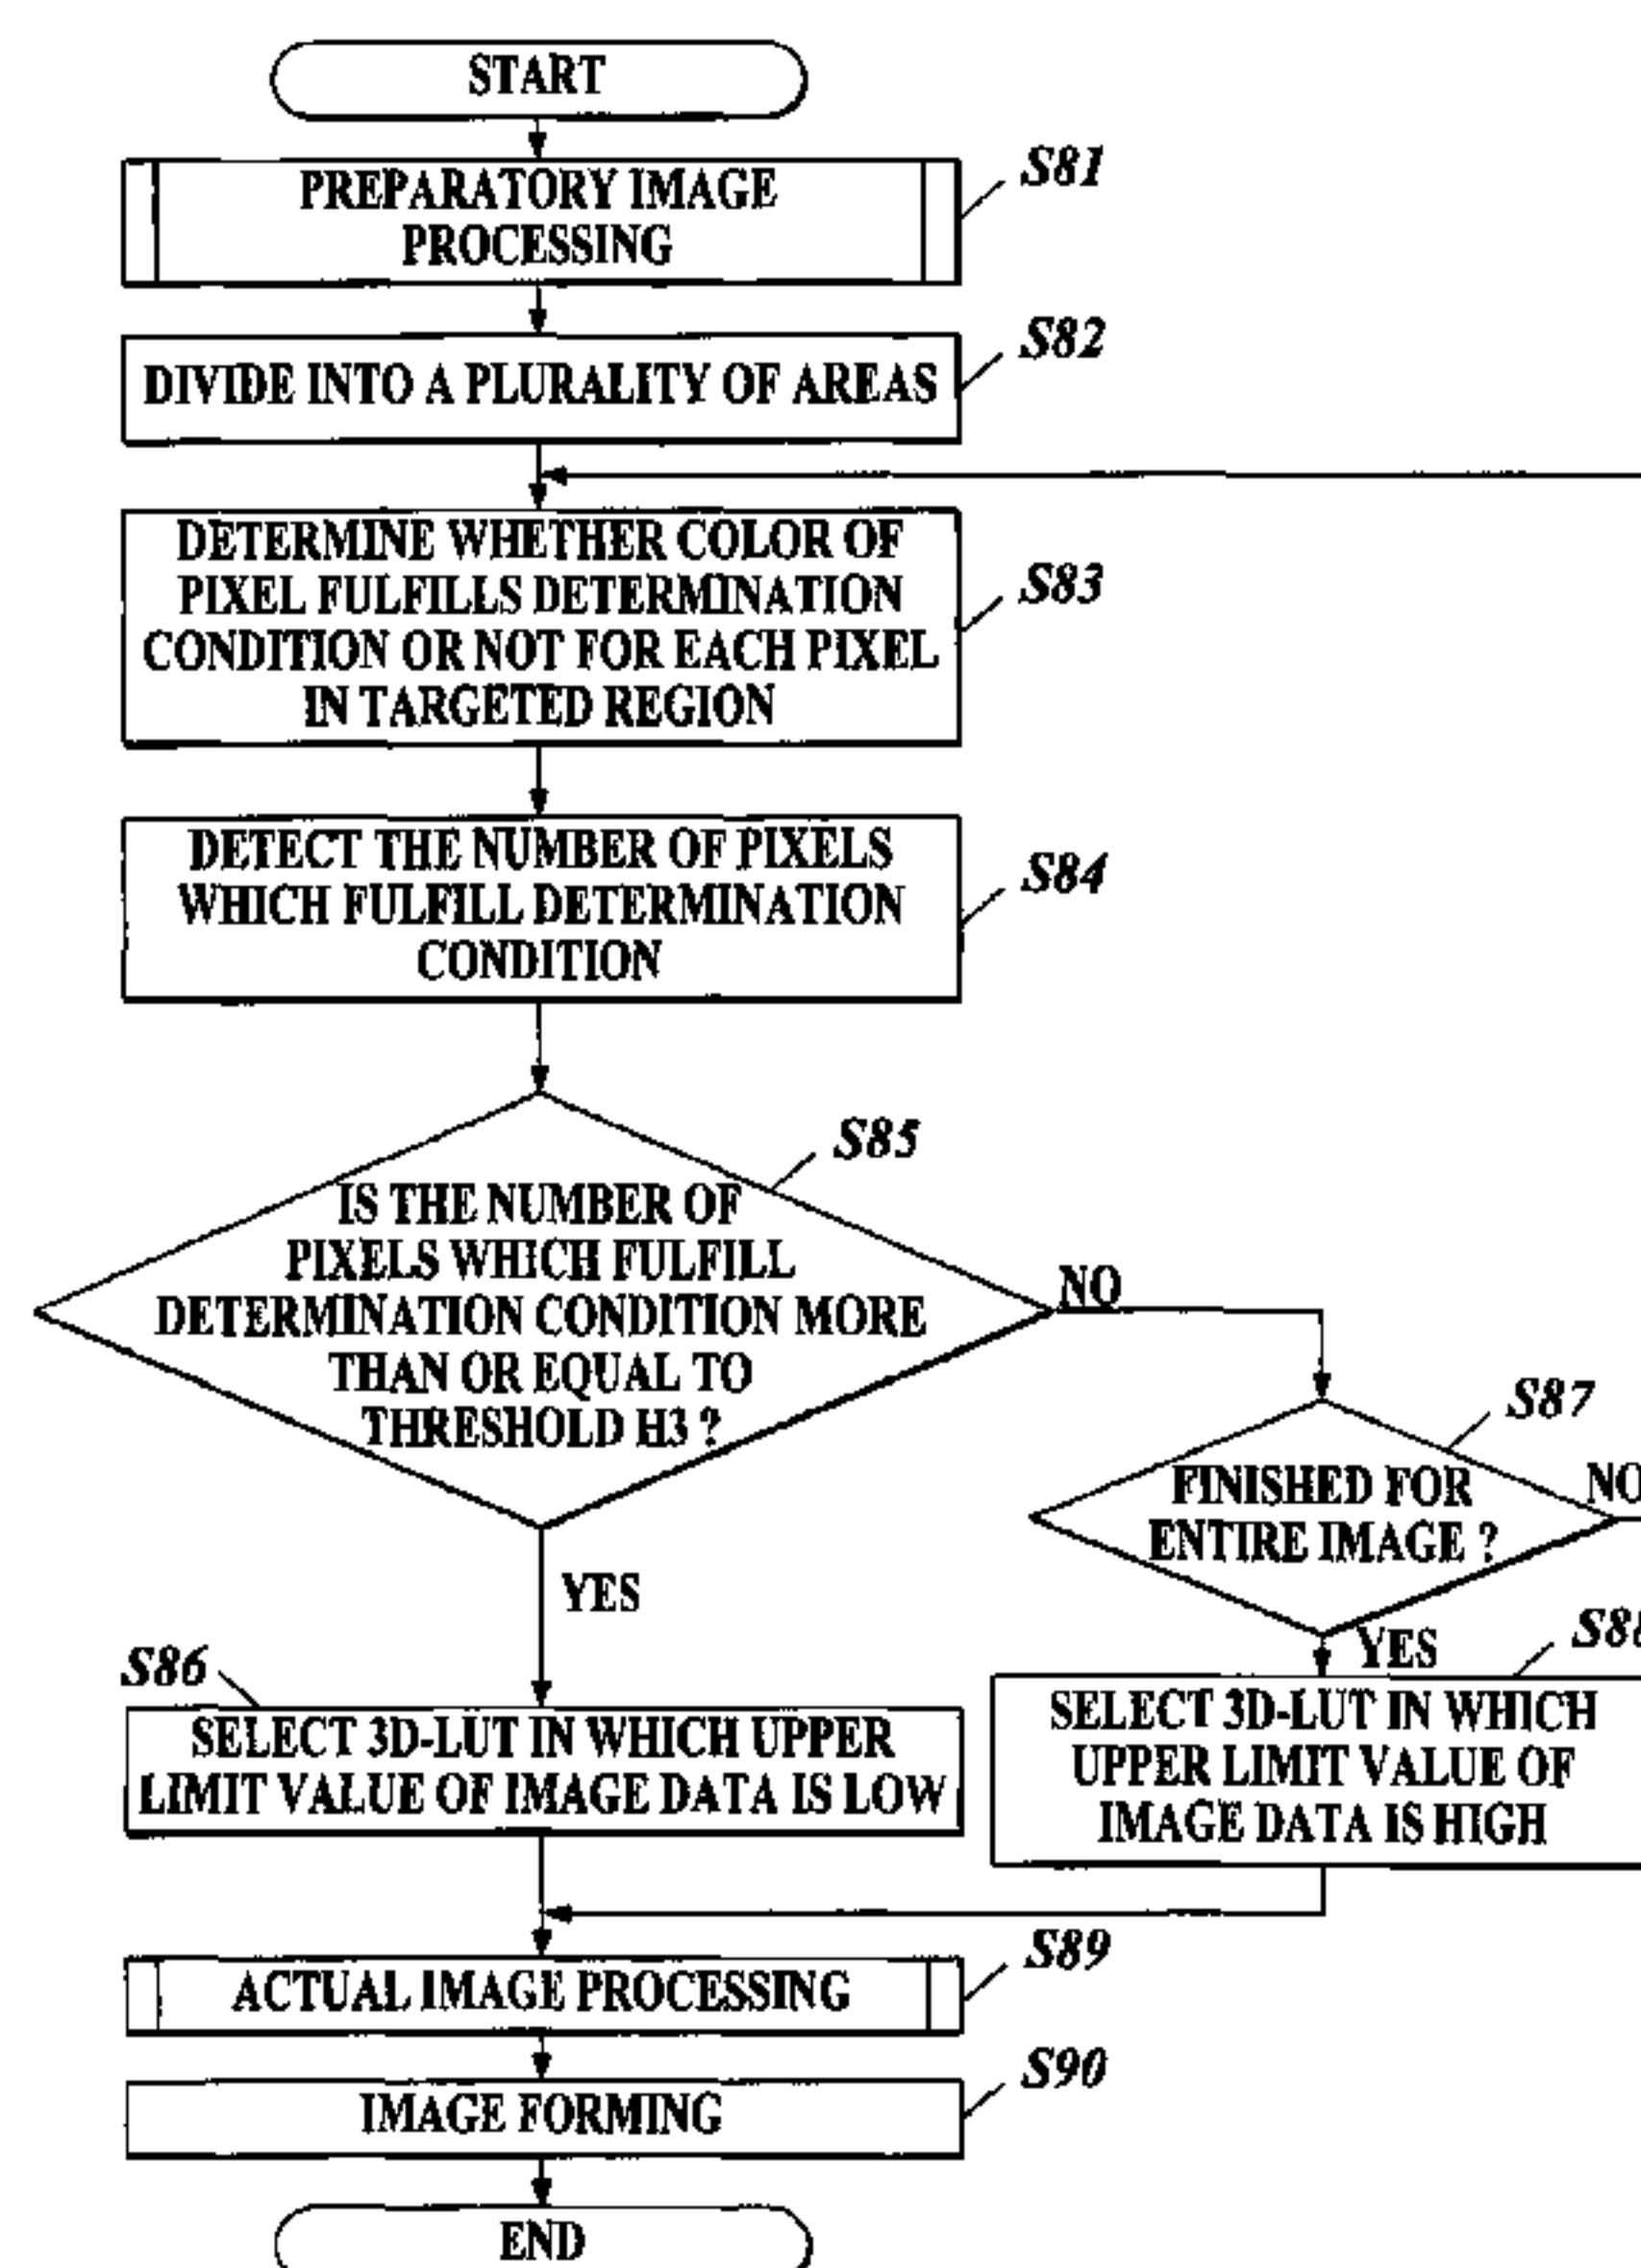 START
PREPARATORY IMAGE
PROCESSING
S81
DIVIDE INTO A PLURALITY OF AREAS
S82
DETERMINE WHETHER COLOR OF
PIXEL FULFILLS DETERMINATION
CONDITION OR NOT FOR EACH PIXEL
IN TARGETED REGION
S83
DETECT THE NUMBER OF PIXELS
WHICH FULFILL DETERMINATION
CONDITION
S84
S85
IS THE NUMBER OF
PIXELS WHICH FULFILL
DETERMINATION CONDITION MORE
THAN OR EQUAL TO
THRESHOLD H3 ?
NO
S87
FINISHED FOR
ENTIRE IMAGE ?
NO
YES
YES
S86
SELECT 3D-LUT IN WHICH UPPER
LIMIT VALUE OF IMAGE DATA IS LOW
S88
SELECT 3D-LUT IN WHICH
UPPER LIMIT VALUE OF
IMAGE DATA IS HIGH
S89
ACTUAL IMAGE PROCESSING
S90
IMAGE FORMING
END